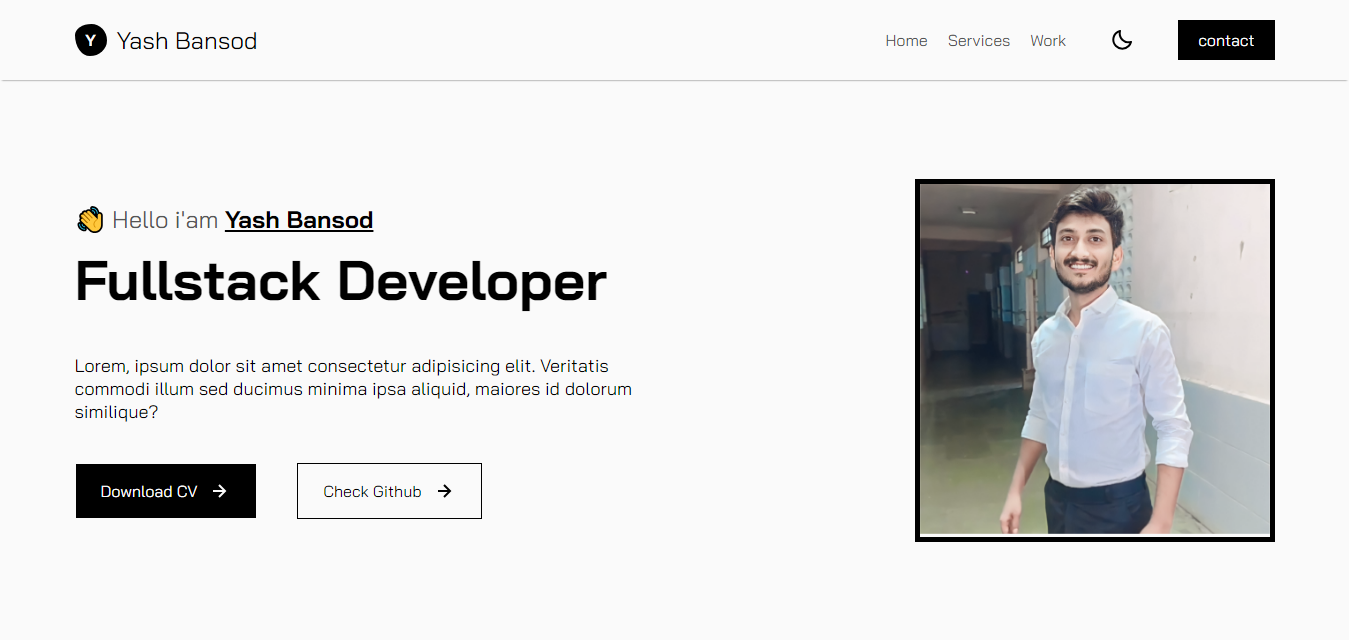 Y Yash Bansod
Home Services Work contact
👋 Hello i'am Yash Bansod
Fullstack Developer
Lorem, ipsum dolor sit amet consectetur adipisicing elit. Veritatis
commodi illum sed ducimus minima ipsa aliquid, maiores id dolorum
similique?
Download CV →
Check Github →